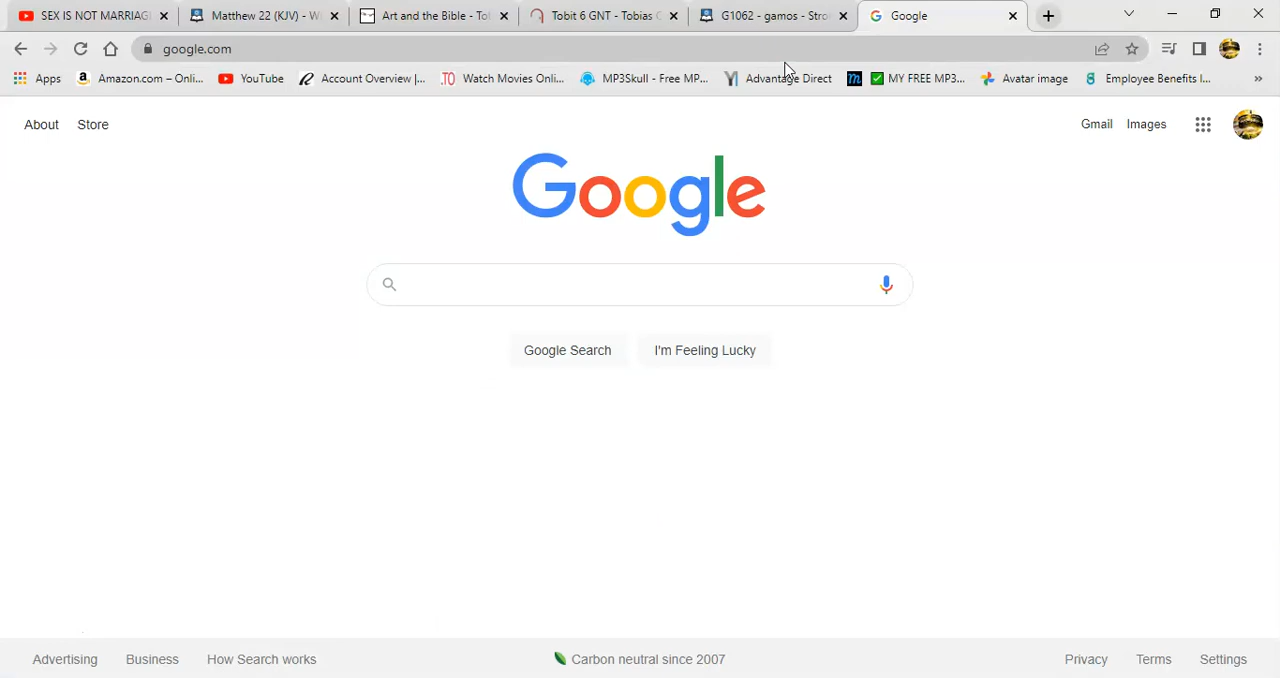 SEX IS NOT MARRIAG
Matthew 22 (KJV) - W
Art and the Bible - To
Tobit 6 GNT - Tobias
G1062 - gamos - Stro
Google
google.com
Apps
Amazon.com – Onli...
YouTube
Account Overview |...
.TO Watch Movies Onli...
MP3Skull - Free MP...
Advantage Direct
m
MY FREE MP3...
Avatar image
Employee Benefits I...
»
About
Store
Gmail
Images
Google
Google Search
I'm Feeling Lucky
Advertising
Business
How Search works
Carbon neutral since 2007
Privacy
Terms
Settings